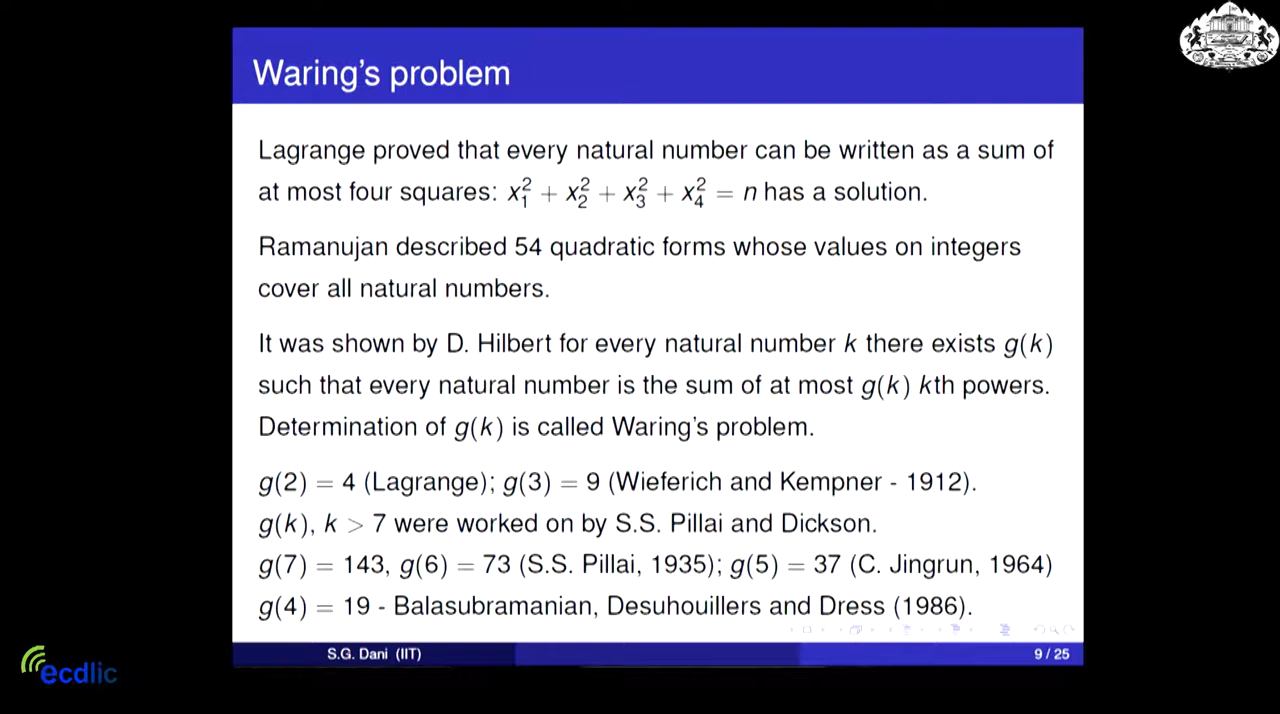 Waring's problem
Lagrange proved that every natural number can be written as a sum of
at most four squares: x₁² + x₂² + x₃² + x₄² = n has a solution.
Ramanujan described 54 quadratic forms whose values on integers
cover all natural numbers.
It was shown by D. Hilbert for every natural number k there exists g(k)
such that every natural number is the sum of at most g(k) kth powers.
Determination of g(k) is called Waring's problem.
g(2) = 4 (Lagrange); g(3) = 9 (Wieferich and Kempner - 1912).
g(k), k > 7 were worked on by S.S. Pillai and Dickson.
g(7) = 143, g(6) = 73 (S.S. Pillai, 1935); g(5) = 37 (C. Jingrun, 1964)
g(4) = 19 - Balasubramanian, Desuhouillers and Dress (1986).
S.G. Dani (IIT)
9 / 25
ecdlic